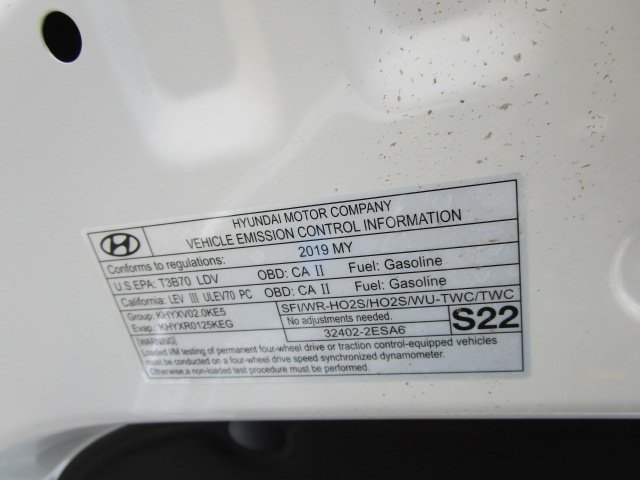 HYUNDAI MOTOR COMPANY
VEHICLE EMISSION CONTROL INFORMATION
Conforms to regulations: 2019 MY
U.S.EPA: T3B70 LDV OBD: CA II Fuel: Gasoline
California: LEV III ULEV70 PC OBD: CA II Fuel: Gasoline
Group: KHYXV02.0KE5 SFI/WR-HO2S/HO2S/WU-TWC/TWC
Evap: KHYXR0125KEG No adjustments needed. S22
32402-2ESA6
[WARNING]
Loaded I/M testing of permanent four-wheel drive or traction control-equipped vehicles
must be conducted on a four-wheel drive speed synchronized dynamometer.
Otherwise a non-loaded test procedure must be performed.